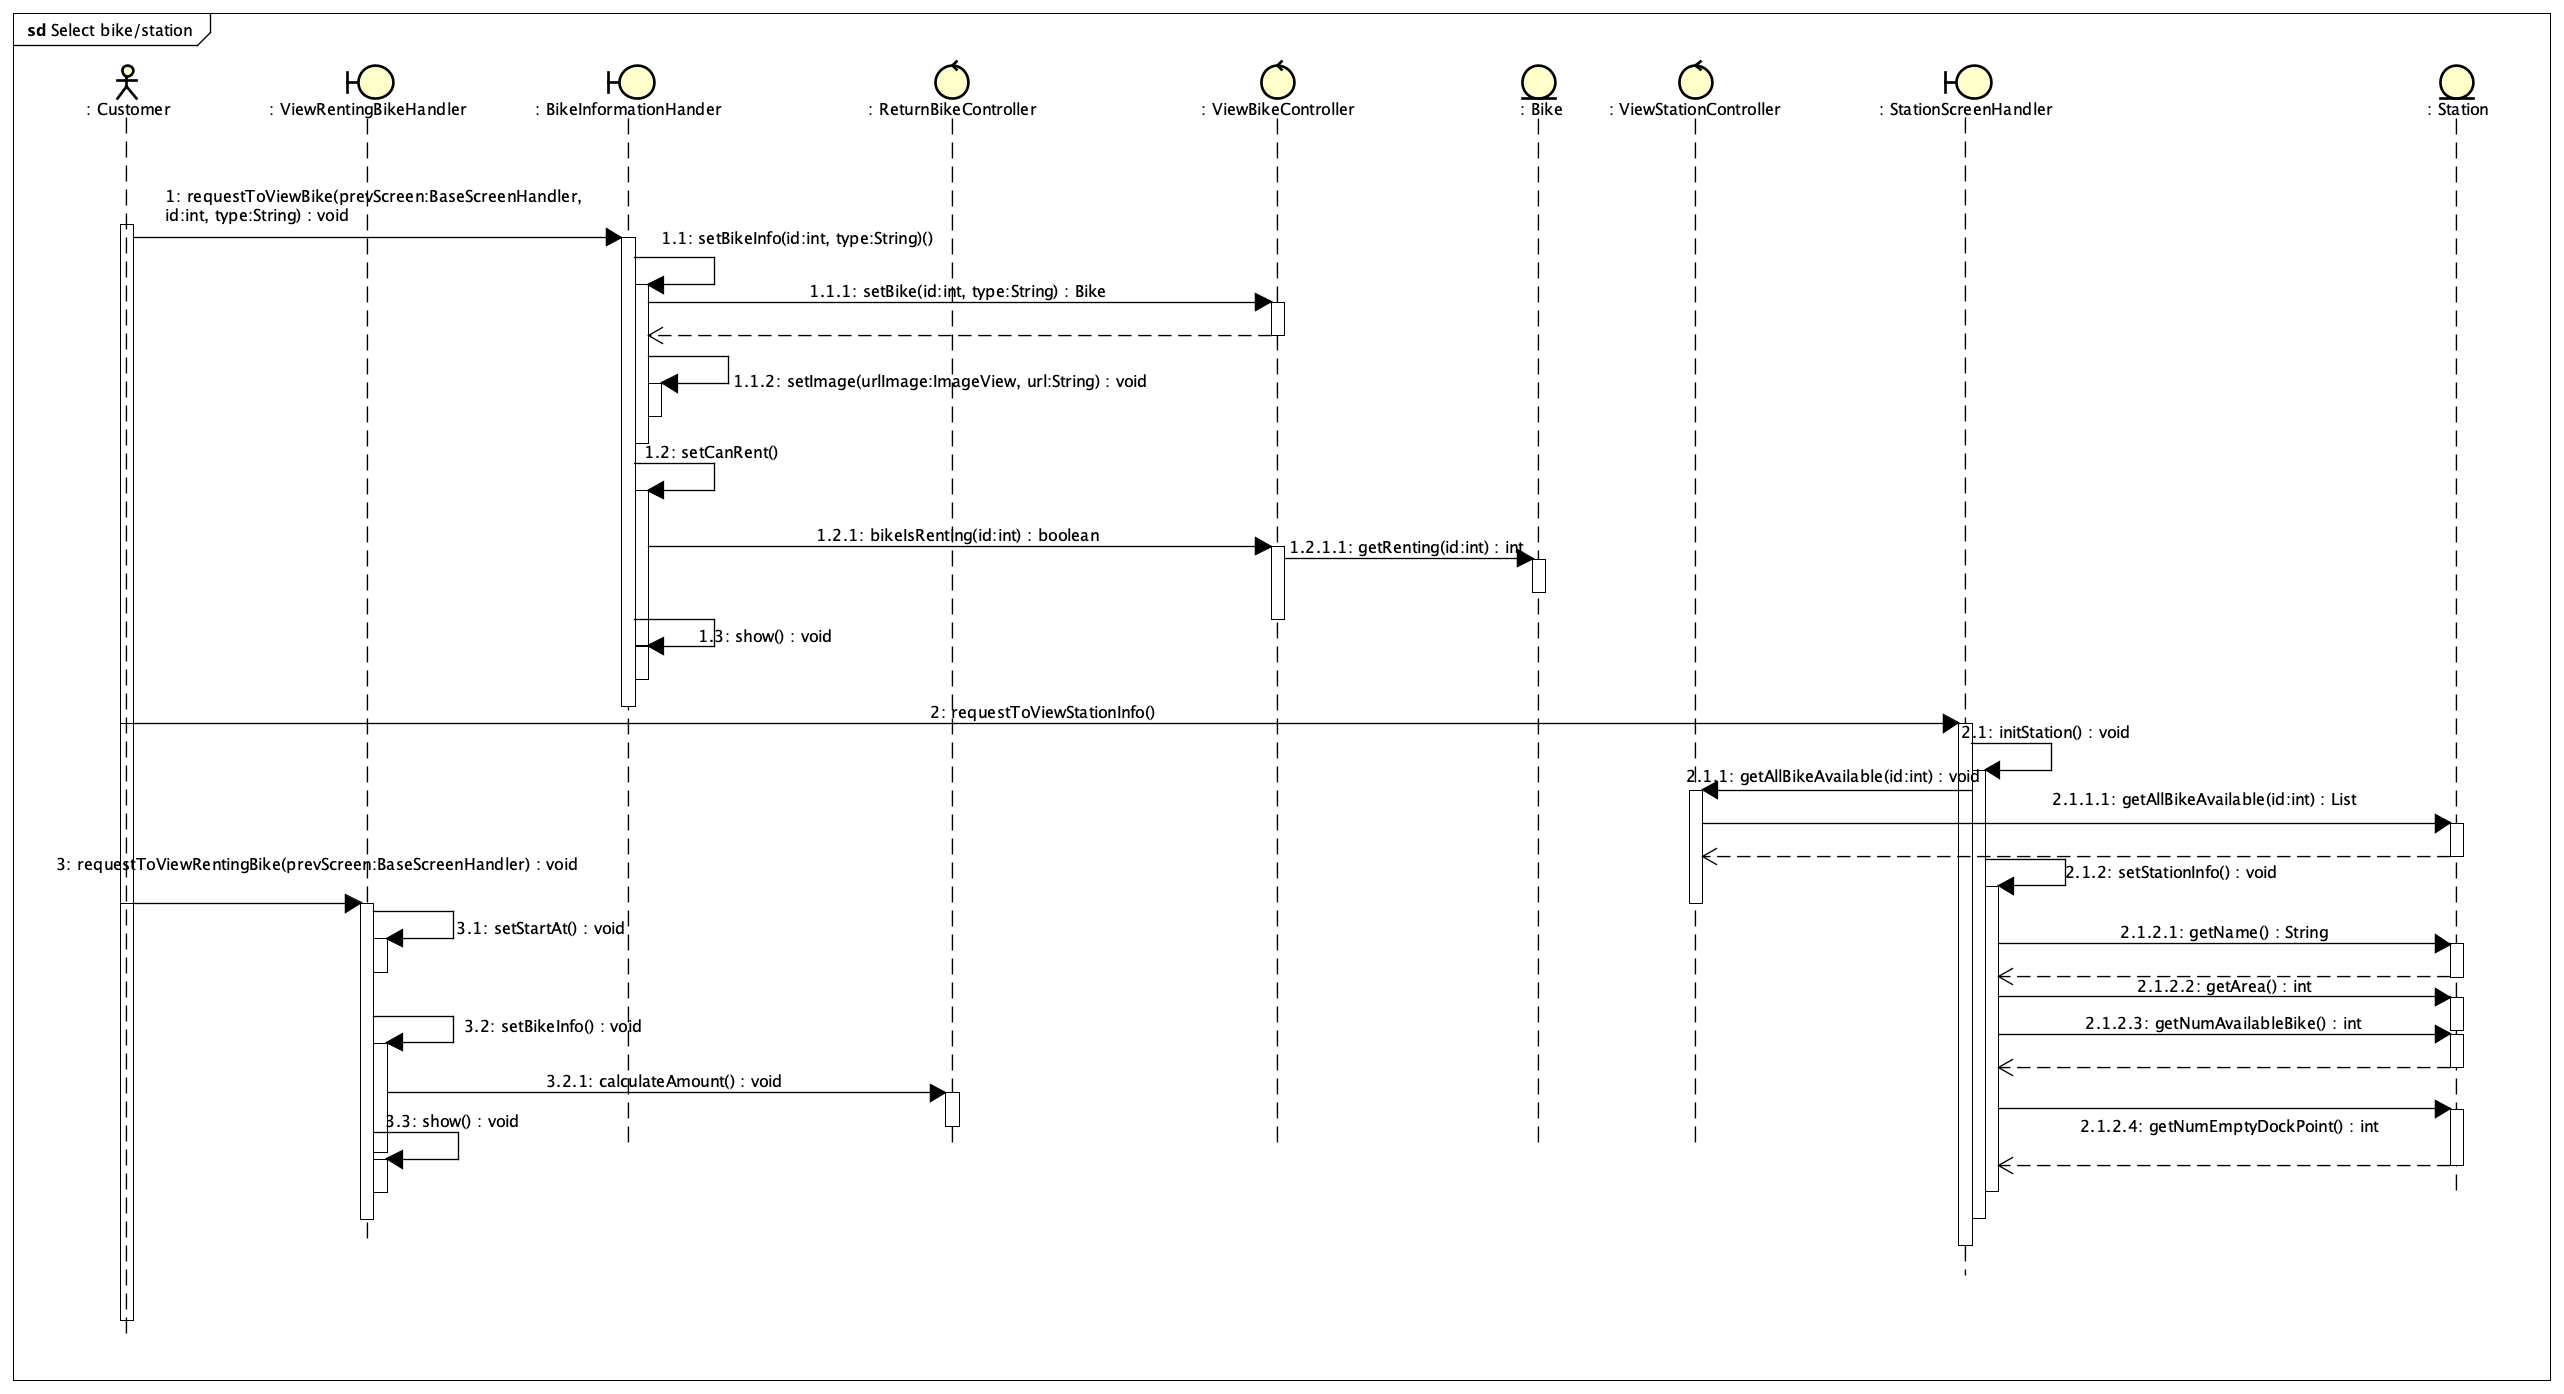 sd Select bike/station
: Customer
: ViewRentingBikeHandler
: BikeInformationHander
: ReturnBikeController
: ViewBikeController
: Bike
: ViewStationController
: StationScreenHandler
: Station
1: requestToViewBike(prevScreen:BaseScreenHandler,
id:int, type:String) : void
1.1: setBikeInfo(id:int, type:String)()
1.1.1: setBike(id:int, type:String) : Bike
1.1.2: setImage(urlImage:ImageView, url:String) : void
1.2: setCanRent()
1.2.1: bikeIsRenting(id:int) : boolean
1.2.1.1: getRenting(id:int) : int
1.3: show() : void
2: requestToViewStationInfo()
2.1: initStation() : void
2.1.1: getAllBikeAvailable(id:int) : void
2.1.1.1: getAllBikeAvailable(id:int) : List
3: requestToViewRentingBike(prevScreen:BaseScreenHandler) : void
2.1.2: setStationInfo() : void
3.1: setStartAt() : void
2.1.2.1: getName() : String
2.1.2.2: getArea() : int
3.2: setBikeInfo() : void
2.1.2.3: getNumAvailableBike() : int
3.2.1: calculateAmount() : void
3.3: show() : void
2.1.2.4: getNumEmptyDockPoint() : int